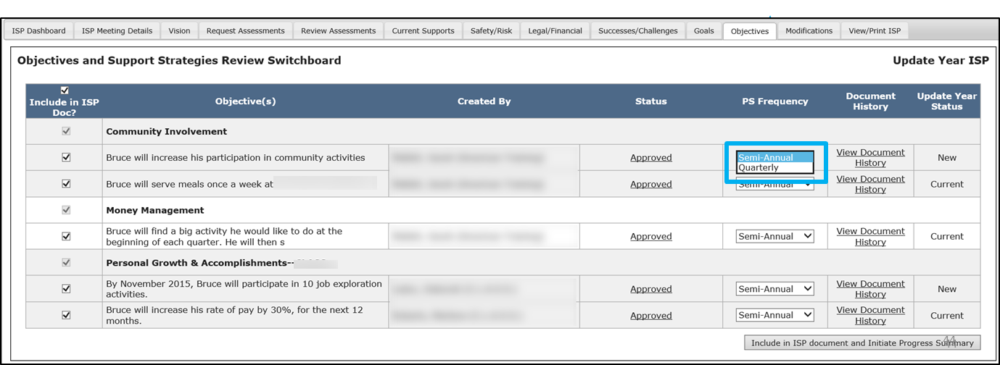 ISP Dashboard ISP Meeting Details Vision Request Assessments Review Assessments Current Supports Safety/Risk Legal/Financial Successes/Challenges Goals Objectives Modifications View/Print ISP
Objectives and Support Strategies Review Switchboard Update Year ISP
Include in ISP Doc? Objective(s) Created By Status PS Frequency Document History Update Year Status
Community Involvement
Bruce will increase his participation in community activities Approved Semi-Annual View Document History New
Quarterly
Bruce will serve meals once a week at Approved Semi-Annual View Document History Current
Money Management
Bruce will find a big activity he would like to do at the
beginning of each quarter. He will then s Approved Semi-Annual View Document History Current
Personal Growth & Accomplishments--
By November 2015, Bruce will participate in 10 job exploration
activities. Approved Semi-Annual View Document History New
Bruce will increase his rate of pay by 30%, for the next 12
months. Approved Semi-Annual View Document History Current
Include in ISP document and Initiate Progress Summary
44